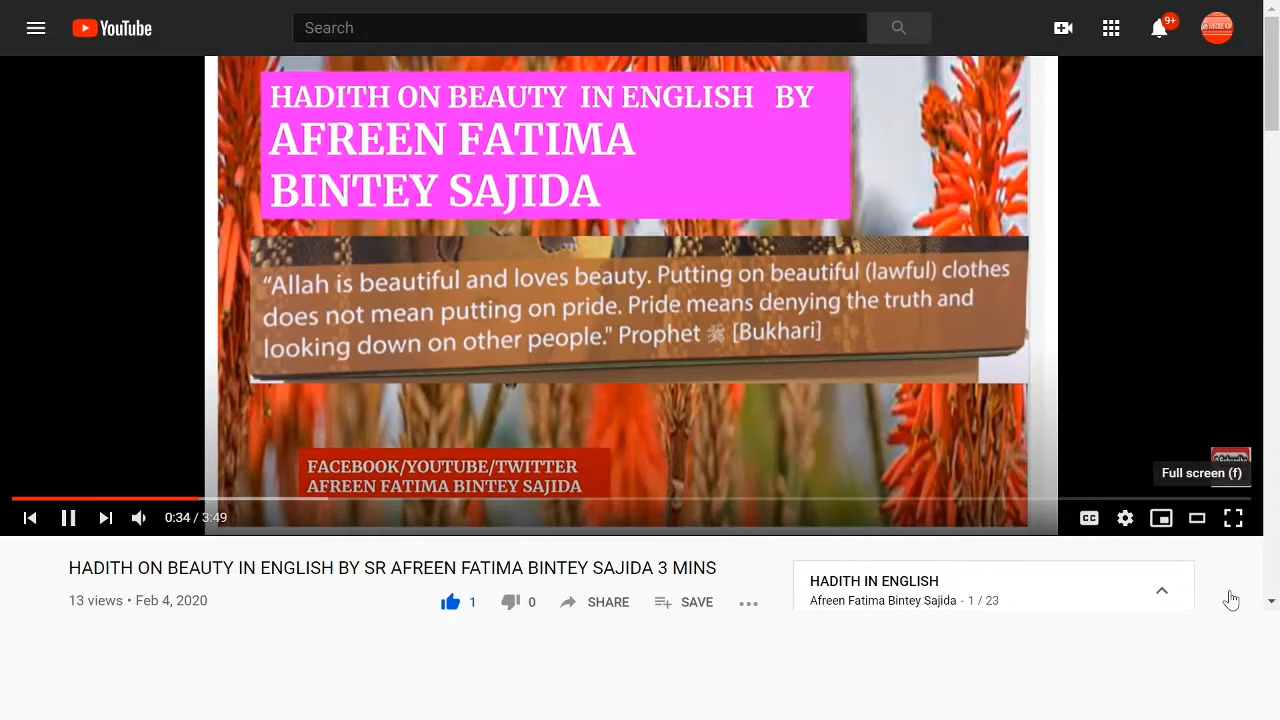 YouTube
Search
9+
HADITH ON BEAUTY IN ENGLISH BY
AFREEN FATIMA
BINTEY SAJIDA
“Allah is beautiful and loves beauty. Putting on beautiful (lawful) clothes
does not mean putting on pride. Pride means denying the truth and
looking down on other people." Prophet ﷺ [Bukhari]
FACEBOOK/YOUTUBE/TWITTER
AFREEN FATIMA BINTEY SAJIDA
Subscribe
Full screen (f)
0:34 / 3:49
CC
HADITH ON BEAUTY IN ENGLISH BY SR AFREEN FATIMA BINTEY SAJIDA 3 MINS
13 views • Feb 4, 2020
1
0
SHARE
SAVE
HADITH IN ENGLISH
Afreen Fatima Bintey Sajida - 1 / 23